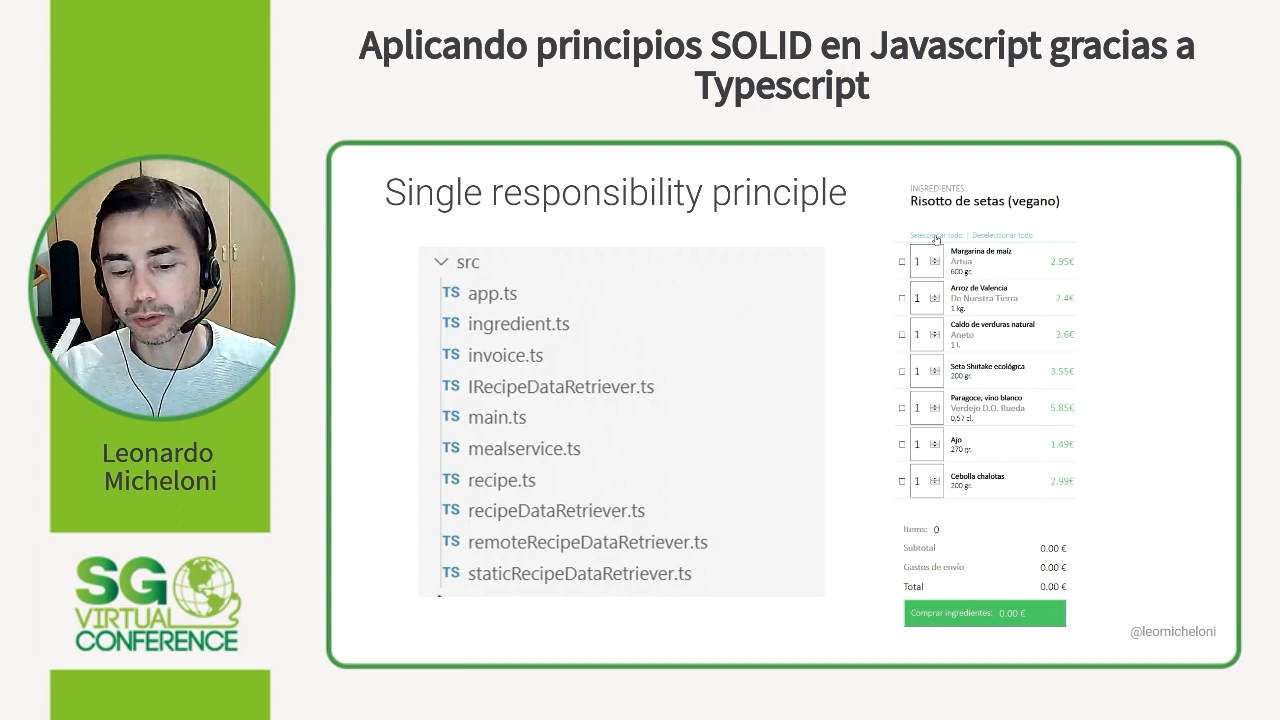 Aplicando principios SOLID en Javascript gracias a
Typescript
Leonardo
Micheloni
SG
VIRTUAL
CONFERENCE
Single responsibility principle
src
TS app.ts
TS ingredient.ts
TS invoice.ts
TS IRecipeDataRetriever.ts
TS main.ts
TS mealservice.ts
TS recipe.ts
TS recipeDataRetriever.ts
TS remoteRecipeDataRetriever.ts
TS staticRecipeDataRetriever.ts
INGREDIENTES
Risotto de setas (vegano)
Seleccionar todo | Deseleccionar todo
Margarina de maíz
1 Artua 2.95€
600 gr.
Arroz de Valencia
1 De Nuestra Tierra 2.4€
1 kg.
Caldo de verduras natural
1 Aneto 3.6€
1 l.
Seta Shiitake ecológica
1 3.55€
200 gr.
Paragoce, vino blanco
1 Verdejo D.O. Rueda 5.85€
0,57 cl.
Ajo
1 1.49€
270 gr.
Cebolla chalotas
1 2.99€
200 gr.
Items: 0
Subtotal 0.00 €
Gastos de envío 0.00 €
Total 0.00 €
Comprar ingredientes: 0.00 €
@leomicheloni